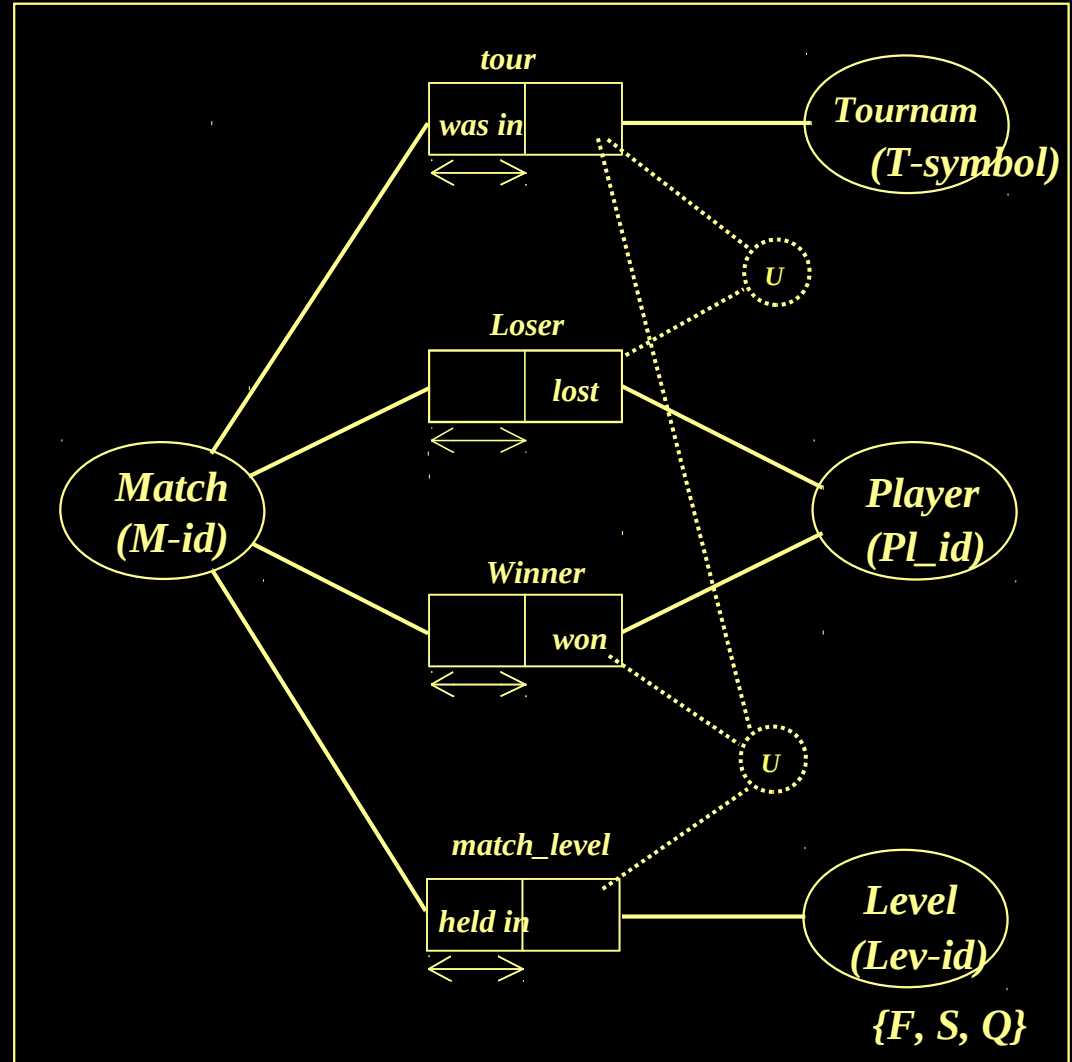 tour
was in
Tournam
(T-symbol)
U
Loser
lost
Match
(M-id)
Player
(Pl_id)
Winner
won
U
match_level
held in
Level
(Lev-id)
{F, S, Q}